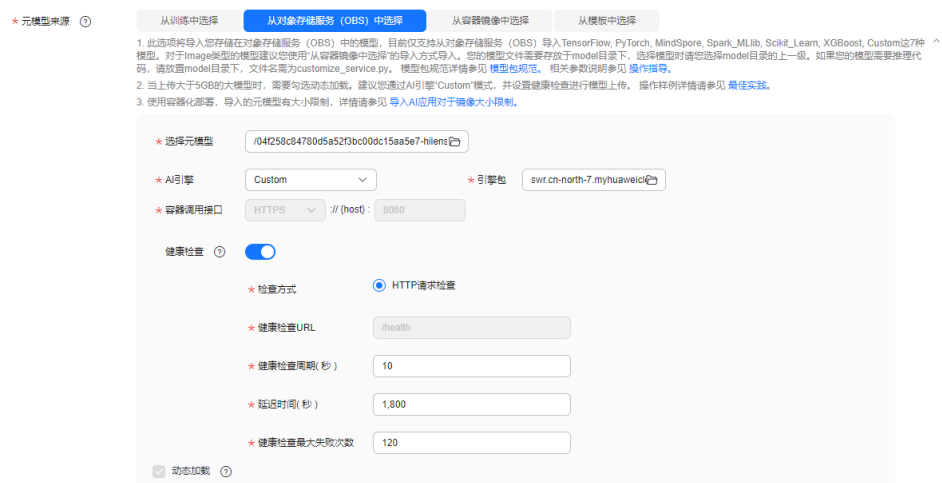 * 元模型来源 ? 从训练中选择 从对象存储服务（OBS）中选择 从容器镜像中选择 从模板中选择
1. 此选项将导入您存储在对象存储服务（OBS）中的模型，目前仅支持从对象存储服务（OBS）导入TensorFlow, PyTorch, MindSpore, Spark_MLlib, Scikit_Learn, XGBoost, Custom这7种
模型。对于Image类型的模型建议您使用“从容器镜像中选择”的导入方式导入。您的模型文件需要存放于model目录下，选择模型时请您选择model目录的上一级。如果您的模型需要推理代
码，请放置model目录下，文件名需为customize_service.py。 模型包规范详情参见 模型包规范。 相关参数说明参见 操作指导。
2. 当上传大于5GB的大模型时，需要勾选动态加载。建议您通过AI引擎“Custom”模式，并设置健康检查进行模型上传。 操作样例详情请参见 最佳实践。
3. 使用容器化部署，导入的元模型有大小限制，详情请参见 导入AI应用对于镜像大小限制。
* 选择元模型 /04f258c84780d5a52f3bc00dc15aa5e7-hilens
* AI引擎 Custom * 引擎包 swr.cn-north-7.myhuaweicl
* 容器调用接口 HTTPS :// {host} : 8080
健康检查 ?
* 检查方式 HTTP请求检查
* 健康检查URL /health
* 健康检查周期( 秒 ) 10
* 延迟时间( 秒 ) 1,800
* 健康检查最大失败次数 120
动态加载 ?